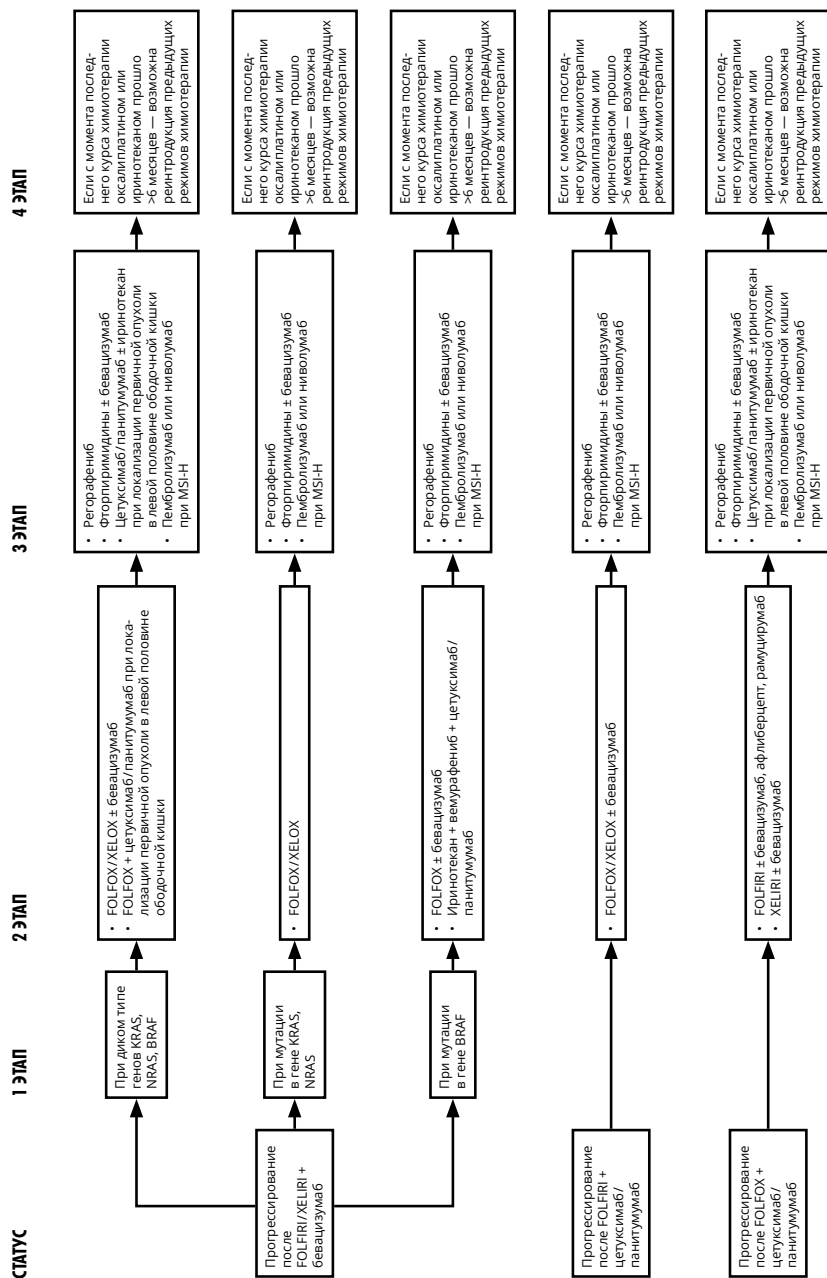 СТАТУС
1 ЭТАП
2 ЭТАП
3 ЭТАП
4 ЭТАП
Прогрессирование
после
FOLFIRI/XELIRI +
бевацизумаб
При диком типе
генов KRAS,
NRAS, BRAF
• FOLFOX/XELOX ± бевацизумаб
• FOLFOX + цетуксимаб/панитумумаб при лока-
лизации первичной опухоли в левой половине
ободочной кишки
• Регорафениб
• Фторпиримидины ± бевацизумаб
• Цетуксимаб/панитумумаб ± иринотекан
при локализации первичной опухоли
в левой половине ободочной кишки
• Пембролизумаб или ниволумаб
при MSI-H
Если с момента послед-
него курса химиотерапии
оксалиплатином или
иринотеканом прошло
>6 месяцев — возможна
реинтродукция предыдущих
режимов химиотерапии
При мутации
в гене KRAS,
NRAS
• FOLFOX/XELOX
• Регорафениб
• Фторпиримидины ± бевацизумаб
• Пембролизумаб или ниволумаб
при MSI-H
Если с момента послед-
него курса химиотерапии
оксалиплатином или
иринотеканом прошло
>6 месяцев — возможна
реинтродукция предыдущих
режимов химиотерапии
При мутации
в гене BRAF
• FOLFOX ± бевацизумаб
• Иринотекан + вемурафениб + цетуксимаб/
панитумумаб
• Регорафениб
• Фторпиримидины ± бевацизумаб
• Пембролизумаб или ниволумаб
при MSI-H
Если с момента послед-
него курса химиотерапии
оксалиплатином или
иринотеканом прошло
>6 месяцев — возможна
реинтродукция предыдущих
режимов химиотерапии
Прогрессирование
после FOLFIRI +
цетуксимаб/
панитумумаб
• FOLFOX/XELOX ± бевацизумаб
• Регорафениб
• Фторпиримидины ± бевацизумаб
• Пембролизумаб или ниволумаб
при MSI-H
Если с момента послед-
него курса химиотерапии
оксалиплатином или
иринотеканом прошло
>6 месяцев — возможна
реинтродукция предыдущих
режимов химиотерапии
Прогрессирование
после FOLFOX +
цетуксимаб/
панитумумаб
• FOLFIRI ± бевацизумаб, афлиберцепт, рамуцирумаб
• XELIRI ± бевацизумаб
• Регорафениб
• Фторпиримидины ± бевацизумаб
• Цетуксимаб/панитумумаб ± иринотекан
при локализации первичной опухоли
в левой половине ободочной кишки
• Пембролизумаб или ниволумаб
при MSI-H
Если с момента послед-
него курса химиотерапии
оксалиплатином или
иринотеканом прошло
>6 месяцев — возможна
реинтродукция предыдущих
режимов химиотерапии